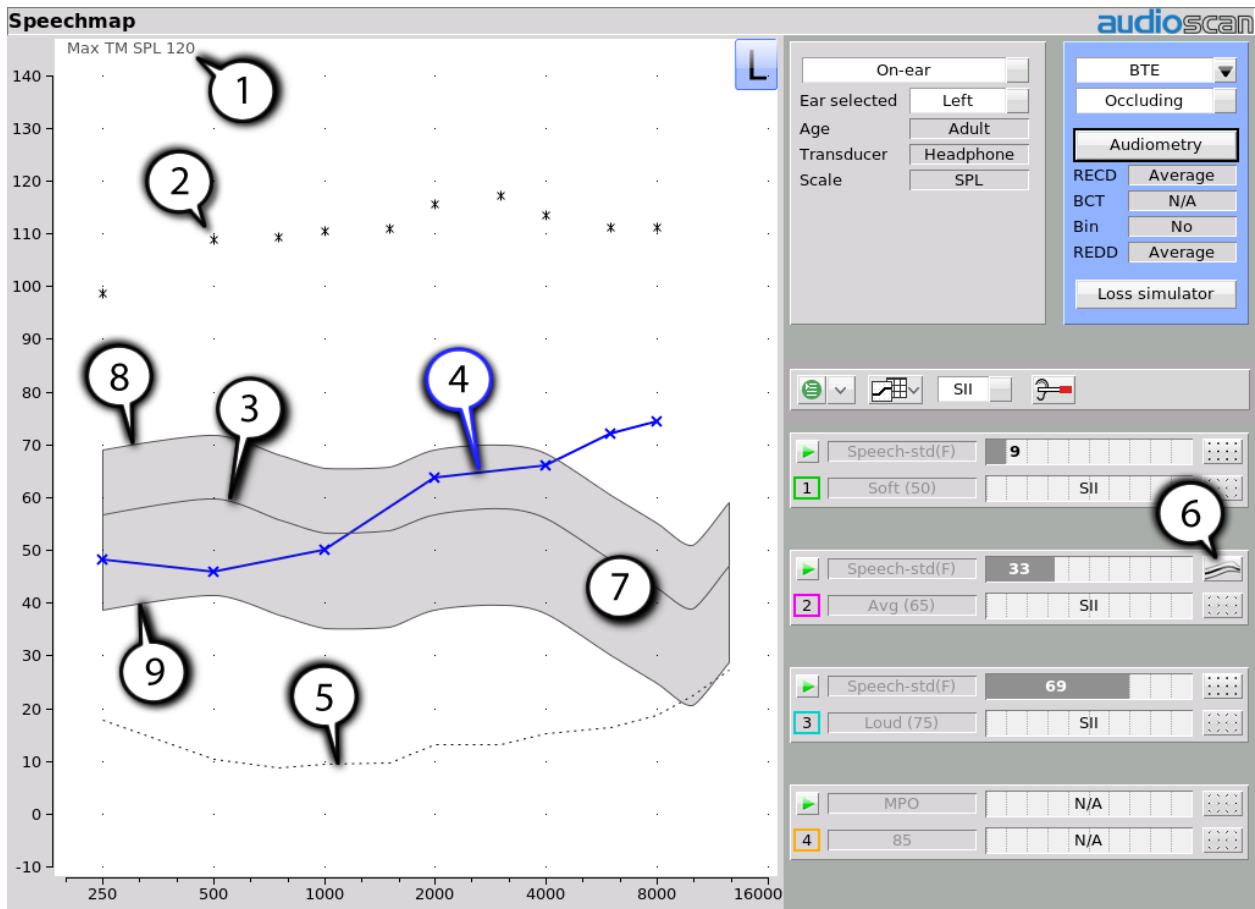 Speechmap
audioscan
Max TM SPL 120
L
140
130
120
110
100
90
80
70
60
50
40
30
20
10
0
-10
250 500 1000 2000 4000 8000 16000
1
2
8
3
4
7
9
5
6
On-ear
Ear selected Left
Age Adult
Transducer Headphone
Scale SPL
BTE
Occluding
Audiometry
RECD Average
BCT N/A
Bin No
REDD Average
Loss simulator
SII
Speech-std(F) 9
1 Soft (50) SII
Speech-std(F) 33
2 Avg (65) SII
Speech-std(F) 69
3 Loud (75) SII
MPO N/A
4 85 N/A